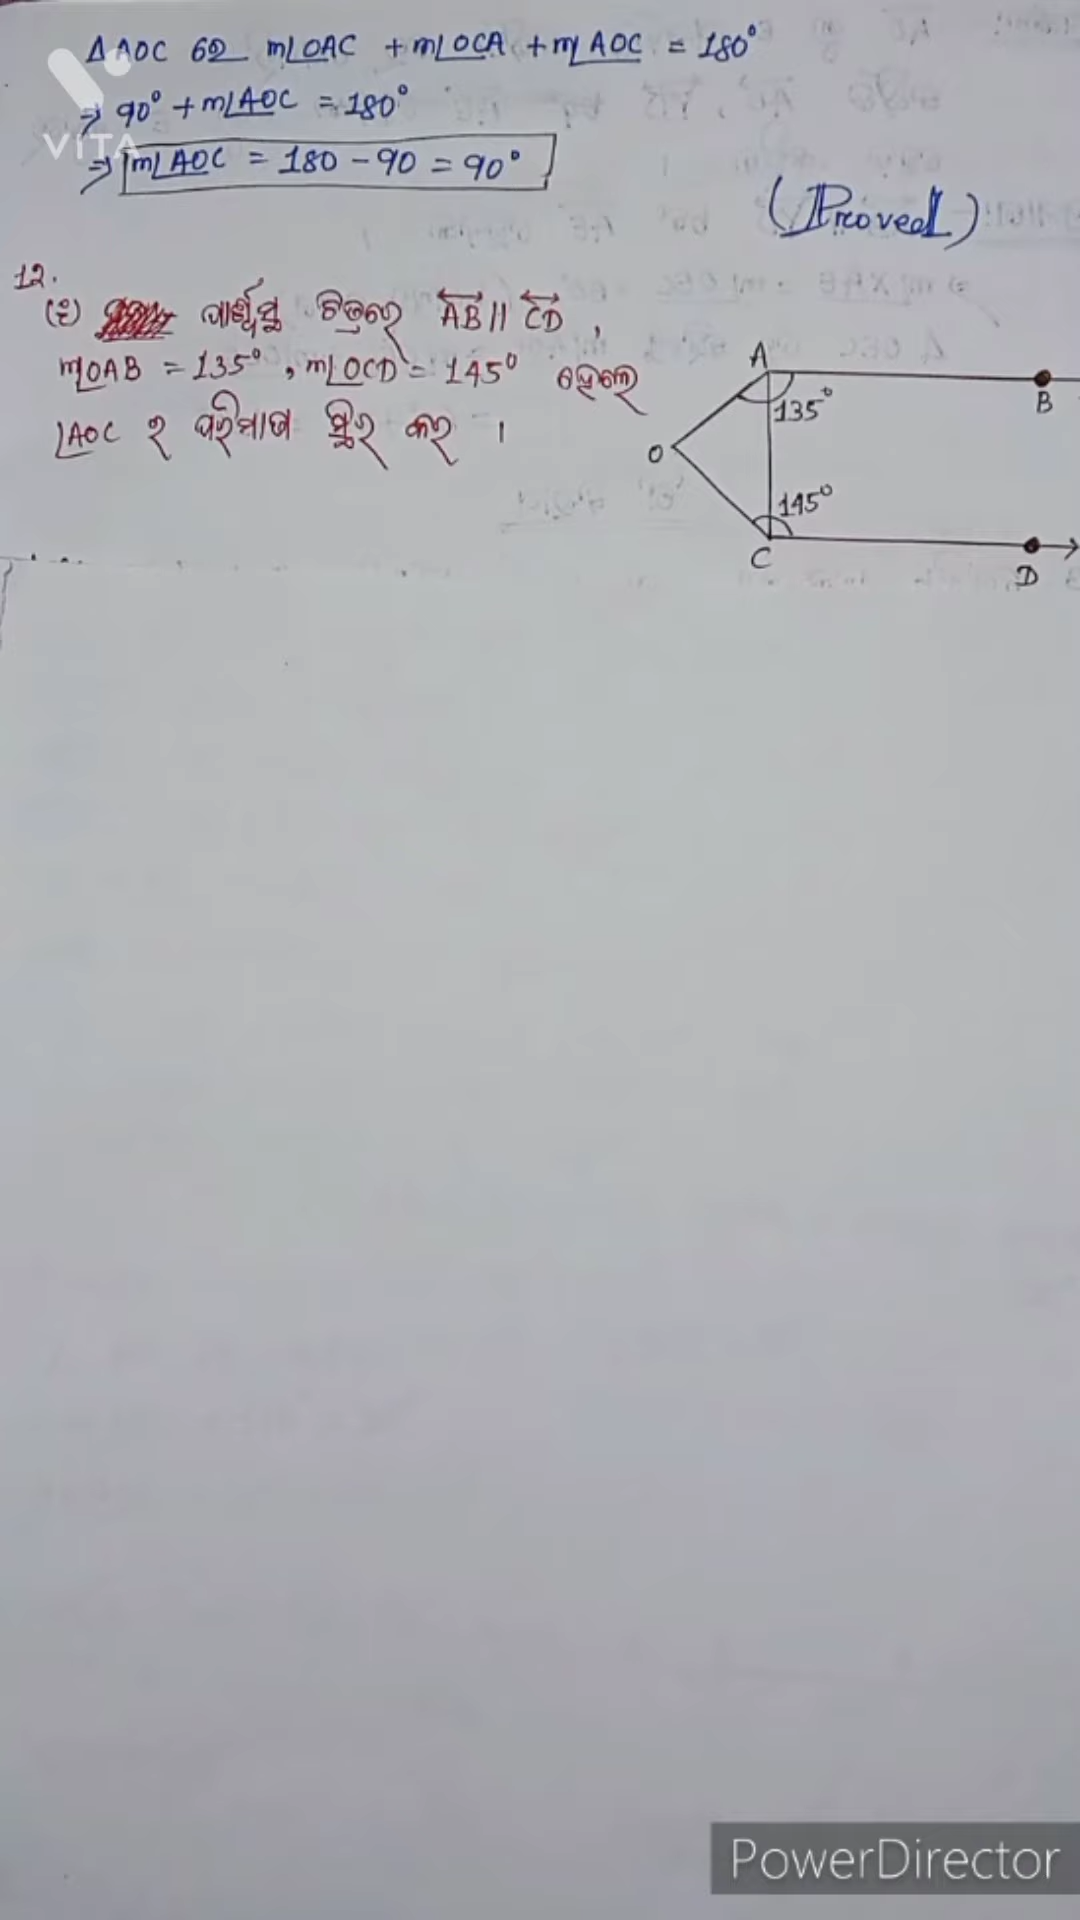 Δ AOC ରେ m∠OAC + m∠OCA + m∠AOC = 180°
⇒ 90° + m∠AOC = 180°
VITA
⇒ m∠AOC = 180 - 90 = 90°
(Proved)
12.
ପାର୍ଶ୍ୱସ୍ଥ ଚିତ୍ରରେ AB || CD,
m∠OAB = 135°, m∠OCD = 145° ହେଲେ
∠AOC ର ପରିମାଣ ସ୍ଥିର କର ।
A
B
135°
O
145°
C
D
PowerDirector